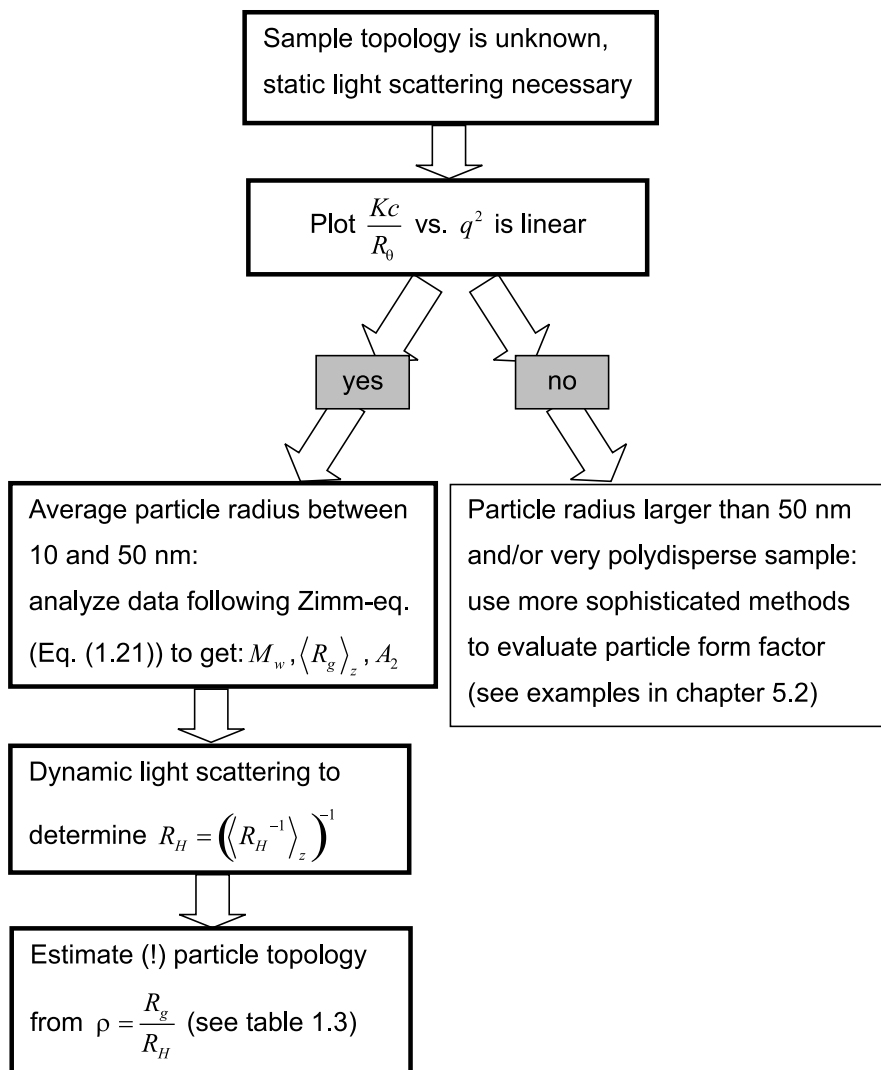 Sample topology is unknown,
static light scattering necessary
Plot \frac{Kc}{R_θ} vs. q² is linear
yes
no
Average particle radius between
10 and 50 nm:
analyze data following Zimm-eq.
(Eq. (1.21)) to get: M_w, ⟨R_g⟩_z, A_2
Particle radius larger than 50 nm
and/or very polydisperse sample:
use more sophisticated methods
to evaluate particle form factor
(see examples in chapter 5.2)
Dynamic light scattering to
determine R_H = (⟨R_H^{-1}⟩_z)^{-1}
Estimate (!) particle topology
from ρ = \frac{R_g}{R_H} (see table 1.3)